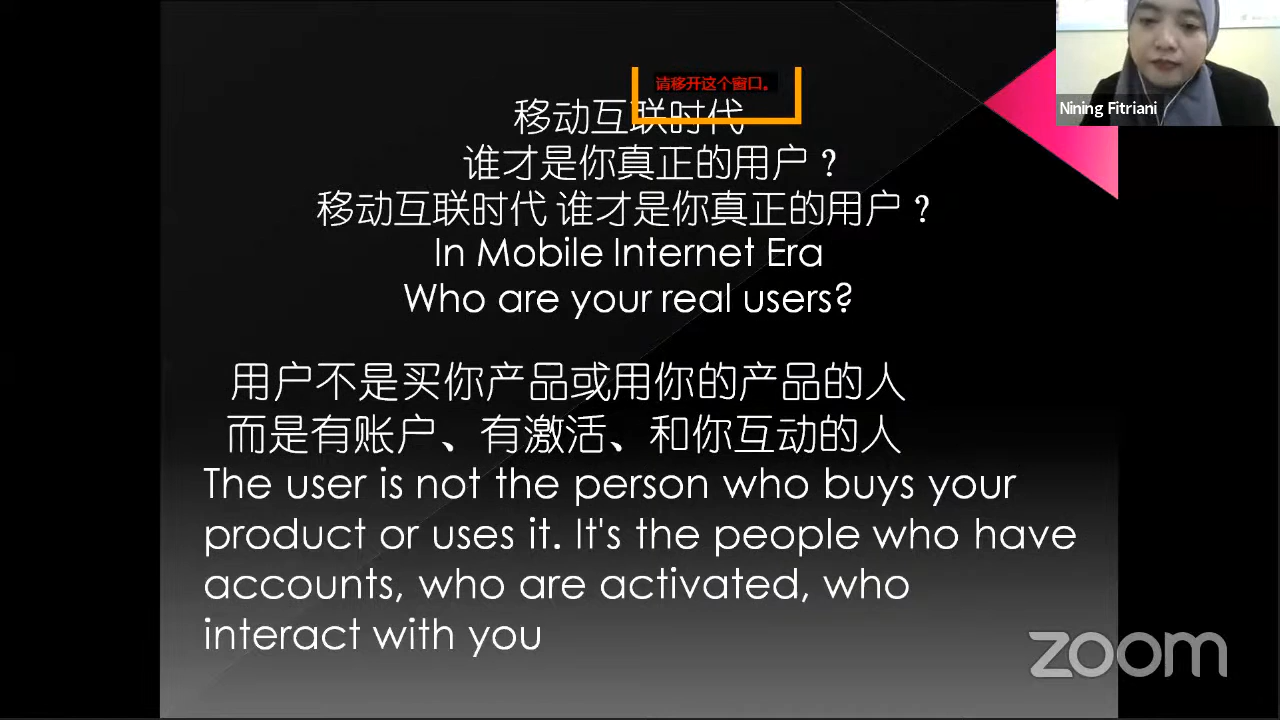 请移开这个窗口。
移动互联时代
谁才是你真正的用户？
移动互联时代 谁才是你真正的用户？
In Mobile Internet Era
Who are your real users?
用户不是买你产品或用你的产品的人
而是有账户、有激活、和你互动的人
The user is not the person who buys your
product or uses it. It's the people who have
accounts, who are activated, who
interact with you
Nining Fitriani
zoom